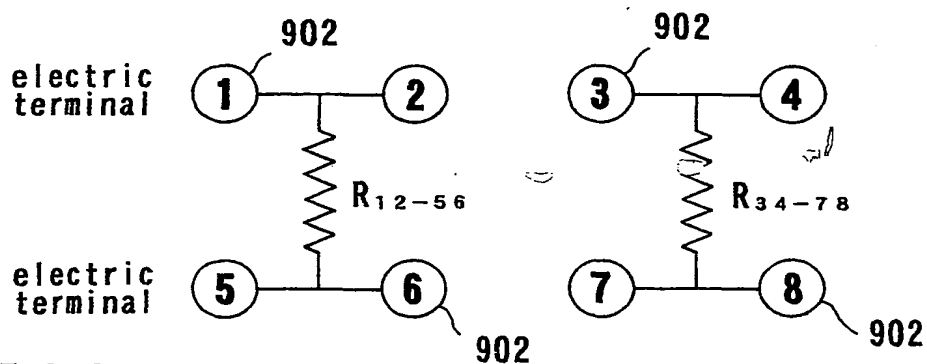 902 902
electric terminal 1 2 3 4
R12-56 R34-78
electric terminal 5 6 7 8
902 902